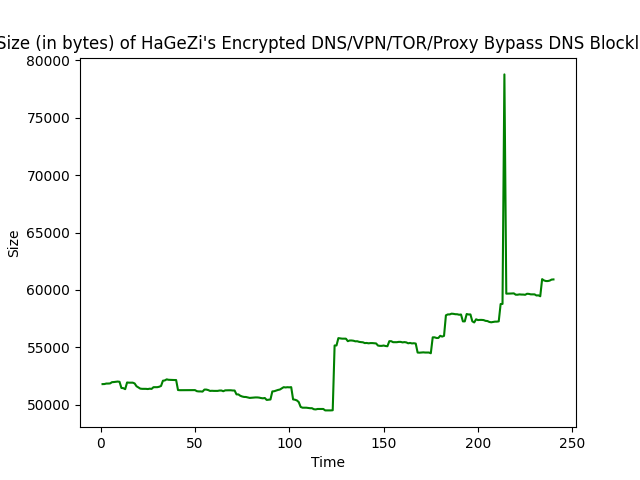 Size (in bytes) of HaGeZi's Encrypted DNS/VPN/TOR/Proxy Bypass DNS Blockl
80000
75000
70000
65000
60000
55000
50000
Size
0 50 100 150 200 250
Time